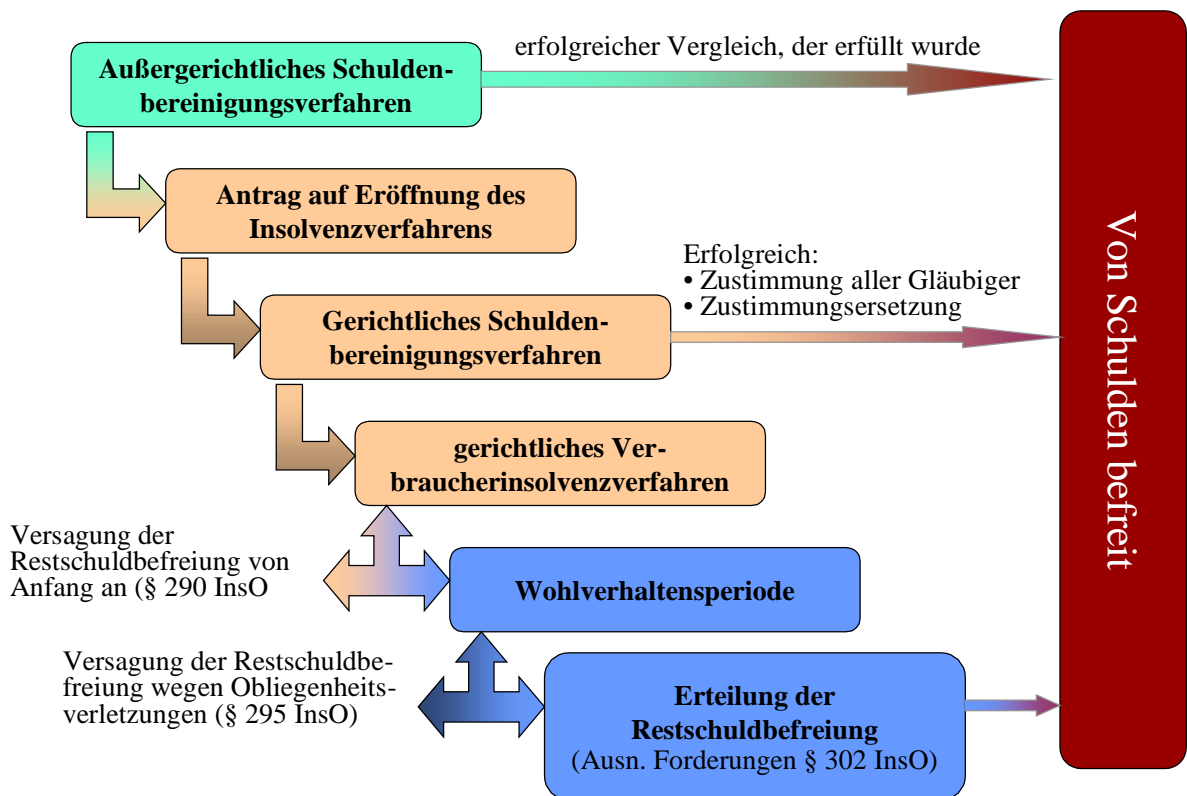 erfolgreicher Vergleich, der erfüllt wurde
Außergerichtliches Schulden-
bereinigungsverfahren
Antrag auf Eröffnung des
Insolvenzverfahrens
Erfolgreich:
• Zustimmung aller Gläubiger
• Zustimmungsersetzung
Gerichtliches Schulden-
bereinigungsverfahren
gerichtliches Ver-
braucherinsolvenzverfahren
Versagung der
Restschuldbefreiung von
Anfang an (§ 290 InsO
Wohlverhaltensperiode
Versagung der Restschuldbe-
freiung wegen Obliegenheits-
verletzungen (§ 295 InsO)
Erteilung der
Restschuldbefreiung
(Ausn. Forderungen § 302 InsO)
Von Schulden befreit